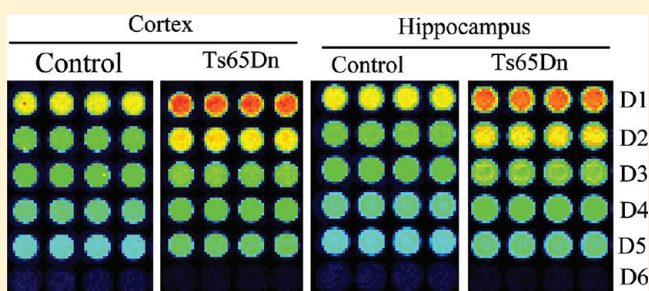 Cortex
Hippocampus
Control
Ts65Dn
Control
Ts65Dn
D1
D2
D3
D4
D5
D6